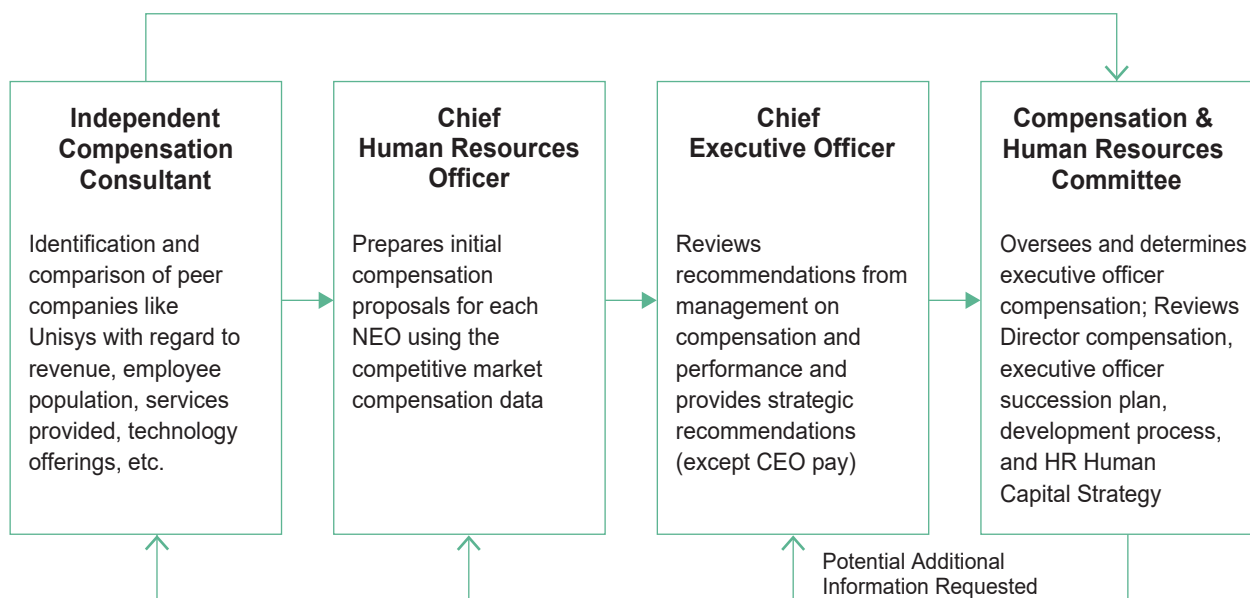 Independent
Compensation
Consultant
Identification and
comparison of peer
companies like
Unisys with regard to
revenue, employee
population, services
provided, technology
offerings, etc.
Chief
Human Resources
Officer
Prepares initial
compensation
proposals for each
NEO using the
competitive market
compensation data
Chief
Executive Officer
Reviews
recommendations from
management on
compensation and
performance and
provides strategic
recommendations
(except CEO pay)
Compensation &
Human Resources
Committee
Oversees and determines
executive officer
compensation; Reviews
Director compensation,
executive officer
succession plan,
development process,
and HR Human
Capital Strategy
Potential Additional
Information Requested